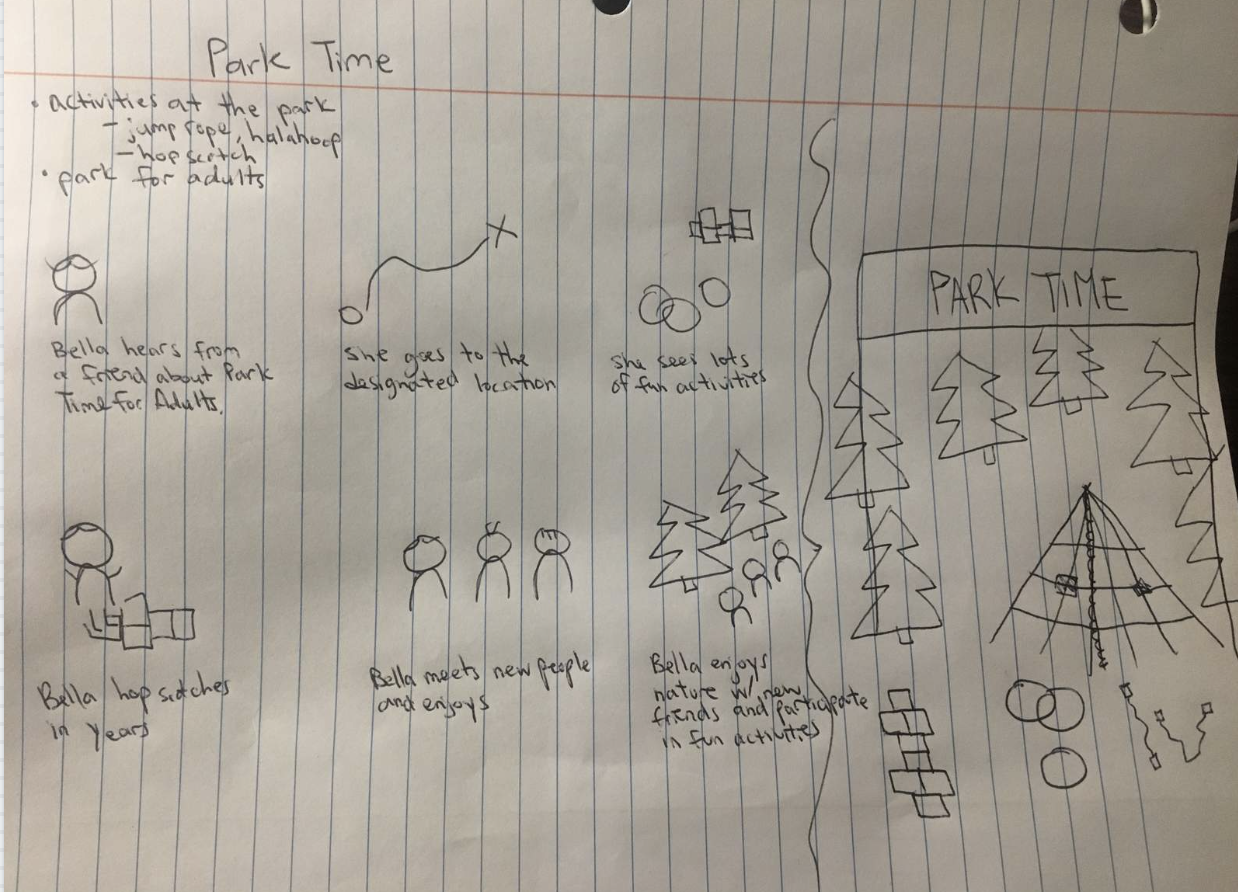 Park Time
• activities at the park
- jump rope, halahoop
- hop scotch
• park for adults
Bella hears from
a friend about Park
Time for Adults.
She goes to the
designated location
She sees lots
of fun activities
Bella hop scotches
in years
Bella meets new people
and enjoys
Bella enjoys
nature w/ new
friends and participate
in fun activities
PARK TIME